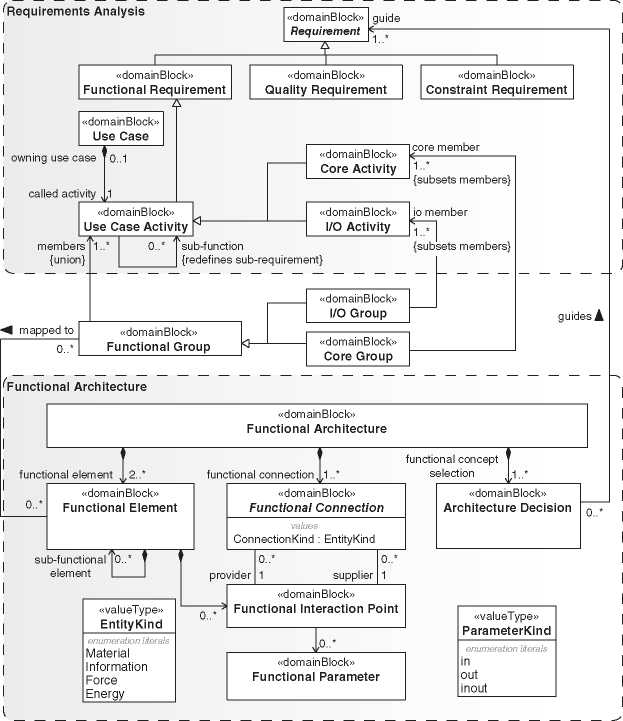 Requirements Analysis
«domainBlock»
Requirement
guide
1..*
«domainBlock»
Functional Requirement
«domainBlock»
Quality Requirement
«domainBlock»
Constraint Requirement
«domainBlock»
Use Case
owning use case
0..1
called activity
1
«domainBlock»
Use Case Activity
«domainBlock»
Core Activity
core member
1..*
{subsets members}
«domainBlock»
I/O Activity
io member
1..*
{subsets members}
members
{union}
1..*
0..*
sub-function
{redefines sub-requirement}
«domainBlock»
I/O Group
mapped to
0..*
«domainBlock»
Functional Group
«domainBlock»
Core Group
guides
Functional Architecture
«domainBlock»
Functional Architecture
functional element
2..*
functional connection
1..*
functional concept
selection
1..*
0..*
«domainBlock»
Functional Element
«domainBlock»
Functional Connection
values
ConnectionKind : EntityKind
«domainBlock»
Architecture Decision
0..*
sub-functional
element
0..*
0..*
provider
1
0..*
supplier
1
0..*
«domainBlock»
Functional Interaction Point
0..*
«domainBlock»
Functional Parameter
«valueType»
EntityKind
enumeration literals
Material
Information
Force
Energy
«valueType»
ParameterKind
enumeration literals
in
out
inout